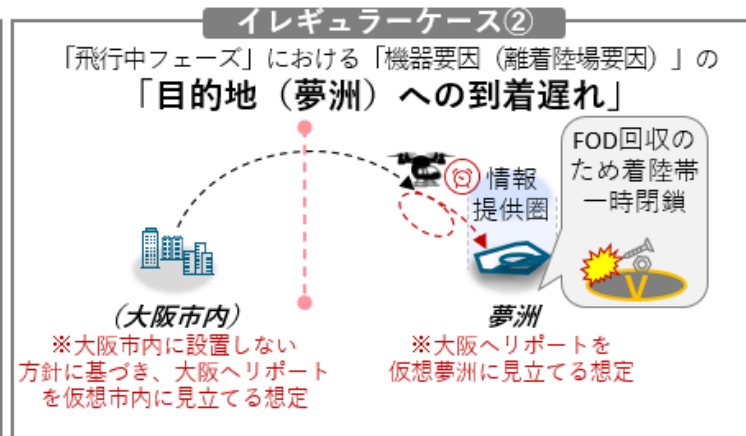 イレギュラーケース②
「飛行中フェーズ」における「機器要因（離着陸場要因）」の
「目的地（夢洲）への到着遅れ」
FOD回収の
ため着陸帯
一時閉鎖
情報
提供圏
V
（大阪市内）
※大阪市内に設置しない
方針に基づき、大阪ヘリポート
を仮想市内に見立てる想定
夢洲
※大阪ヘリポートを
仮想夢洲に見立てる想定